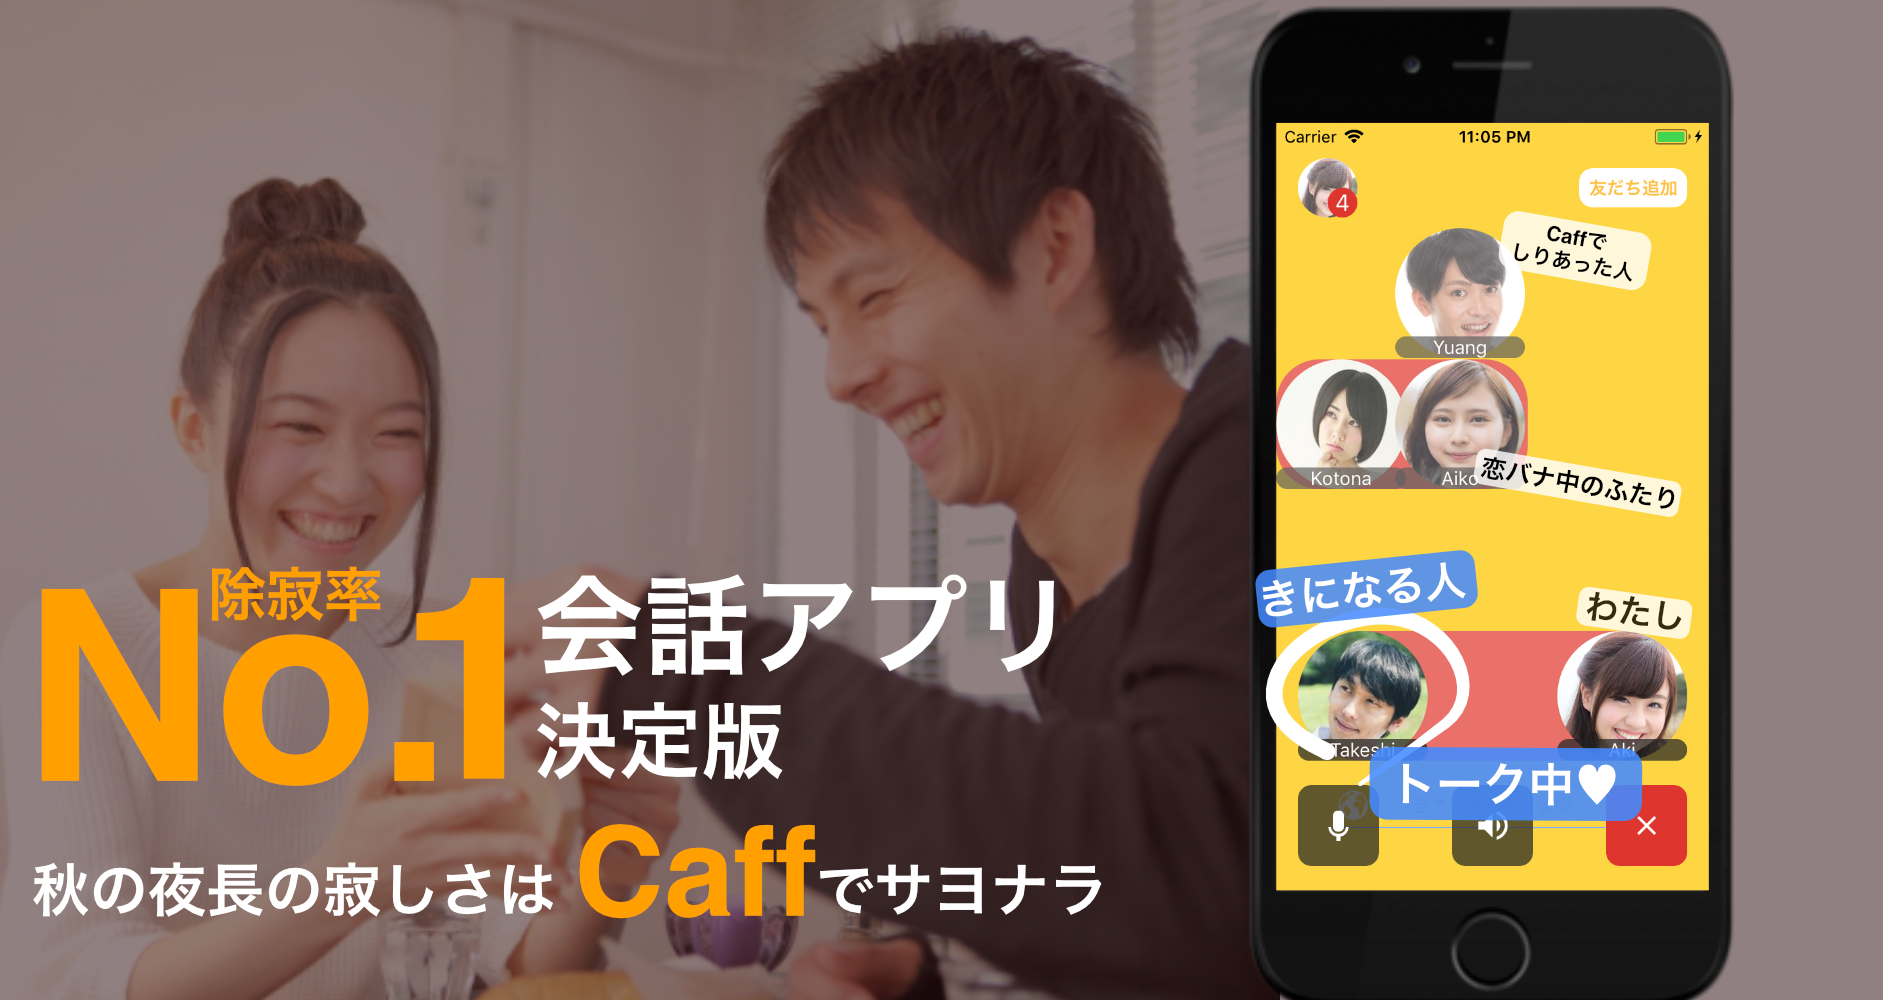 除寂率
No.1
会話アプリ
決定版
秋の夜長の寂しさは Caffでサヨナラ
Carrier
11:05 PM
4
友だち追加
Caffで
しりあった人
Yuang
Kotona
Aiko
恋バナ中のふたり
きになる人
わたし
Takeshi
Aki
トーク中♥